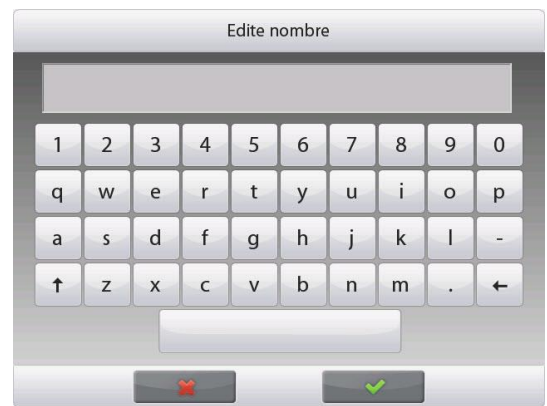 Edite nombre
1 2 3 4 5 6 7 8 9 0
q w e r t y u i o p
a s d f g h j k l -
↑ z x c v b n m . ←